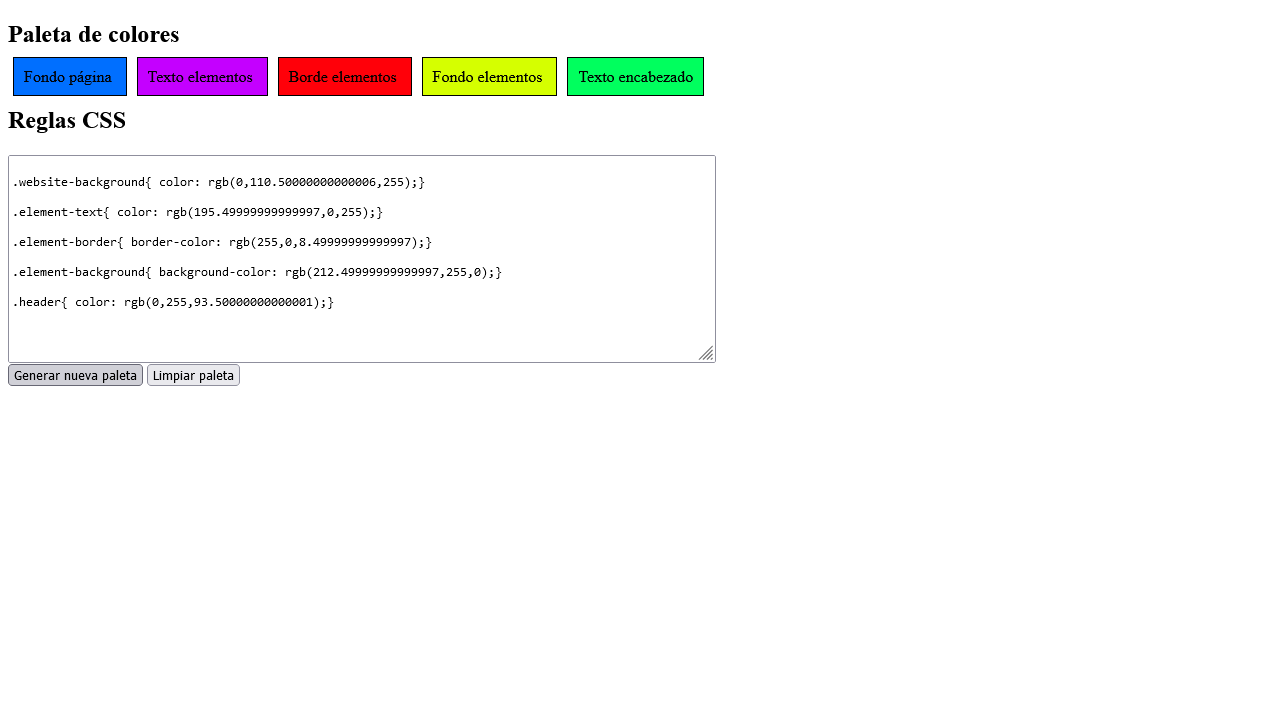 Paleta de colores
Fondo página Texto elementos Borde elementos Fondo elementos Texto encabezado
Reglas CSS
.website-background{ color: rgb(0,110.50000000000006,255);}
.element-text{ color: rgb(195.49999999999997,0,255);}
.element-border{ border-color: rgb(255,0,8.49999999999997);}
.element-background{ background-color: rgb(212.49999999999997,255,0);}
.header{ color: rgb(0,255,93.50000000000001);}
Generar nueva paleta Limpiar paleta